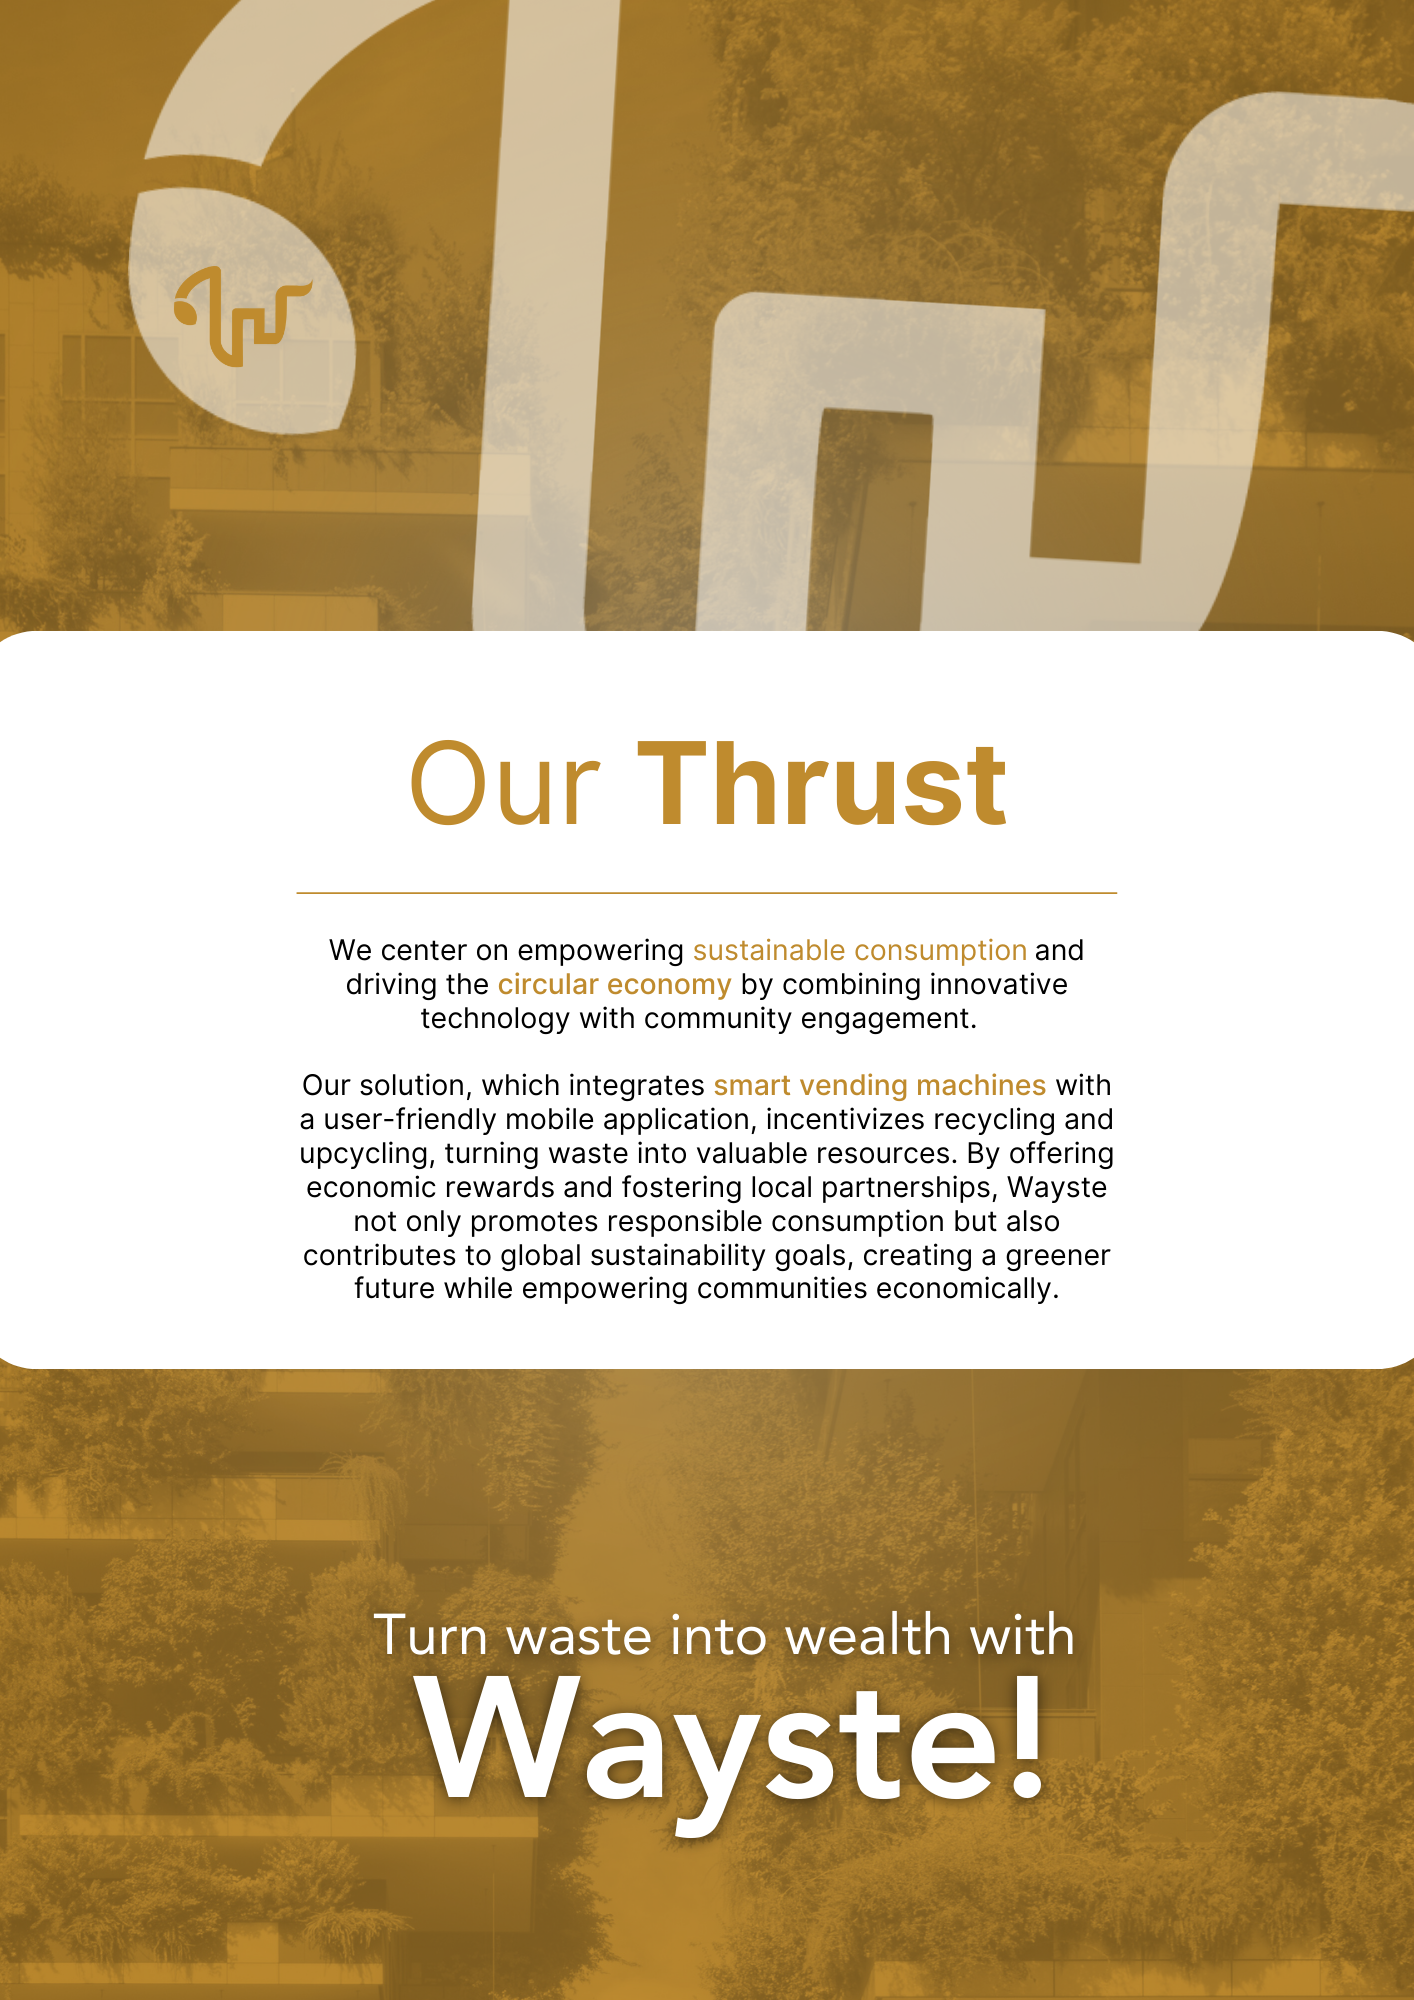 Our Thrust
We center on empowering sustainable consumption and
driving the circular economy by combining innovative
technology with community engagement.
Our solution, which integrates smart vending machines with
a user-friendly mobile application, incentivizes recycling and
upcycling, turning waste into valuable resources. By offering
economic rewards and fostering local partnerships, Wayste
not only promotes responsible consumption but also
contributes to global sustainability goals, creating a greener
future while empowering communities economically.
Turn waste into wealth with
Wayste!